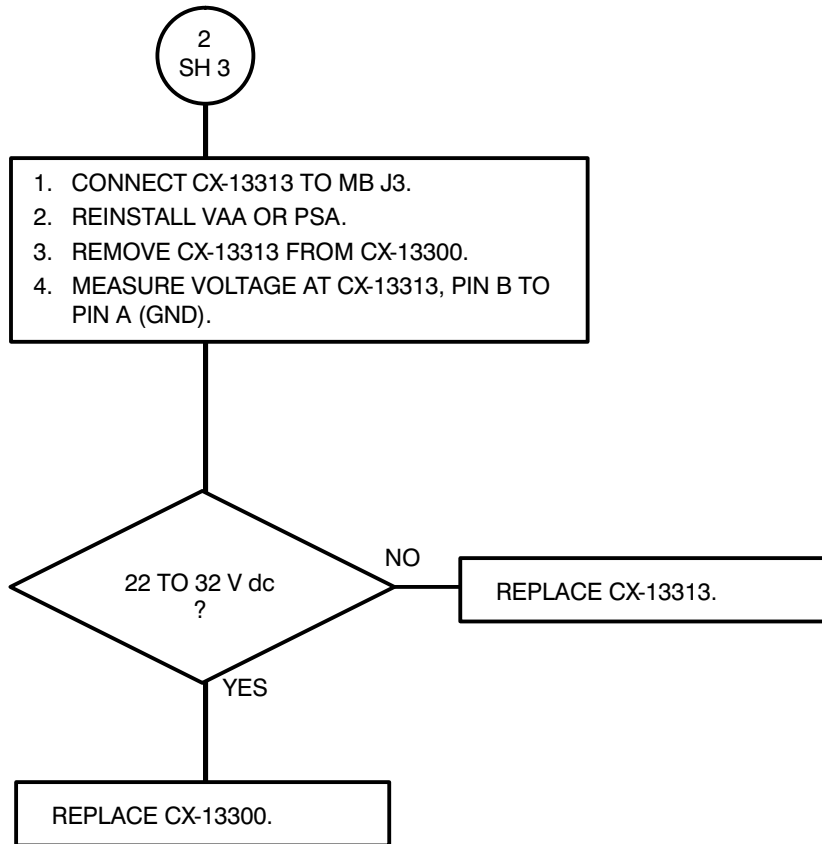 2
SH 3
1. CONNECT CX-13313 TO MB J3.
2. REINSTALL VAA OR PSA.
3. REMOVE CX-13313 FROM CX-13300.
4. MEASURE VOLTAGE AT CX-13313, PIN B TO
PIN A (GND).
22 TO 32 V dc
?
NO
REPLACE CX-13313.
YES
REPLACE CX-13300.